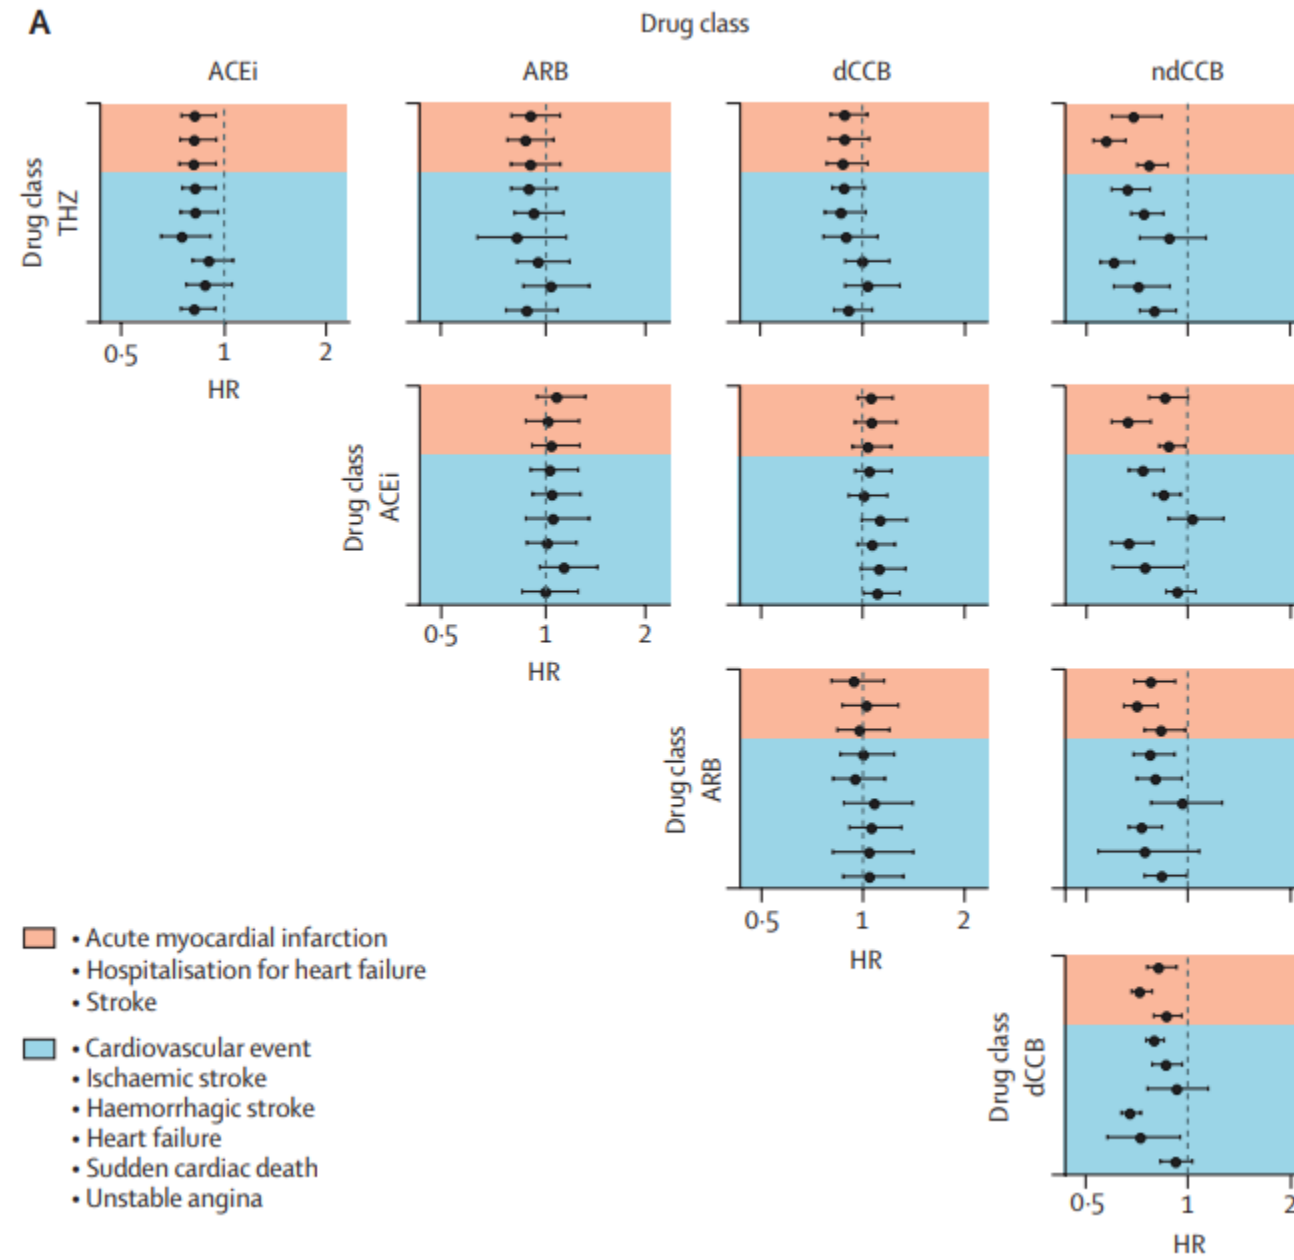 A
Drug class
ACEi
ARB
dCCB
ndCCB
Drug class
THZ
0·5
1
2
HR
Drug class
ACEi
0·5
1
2
HR
Drug class
ARB
0·5
1
2
HR
Drug class
dCCB
0·5
1
2
HR
• Acute myocardial infarction
• Hospitalisation for heart failure
• Stroke
• Cardiovascular event
• Ischaemic stroke
• Haemorrhagic stroke
• Heart failure
• Sudden cardiac death
• Unstable angina